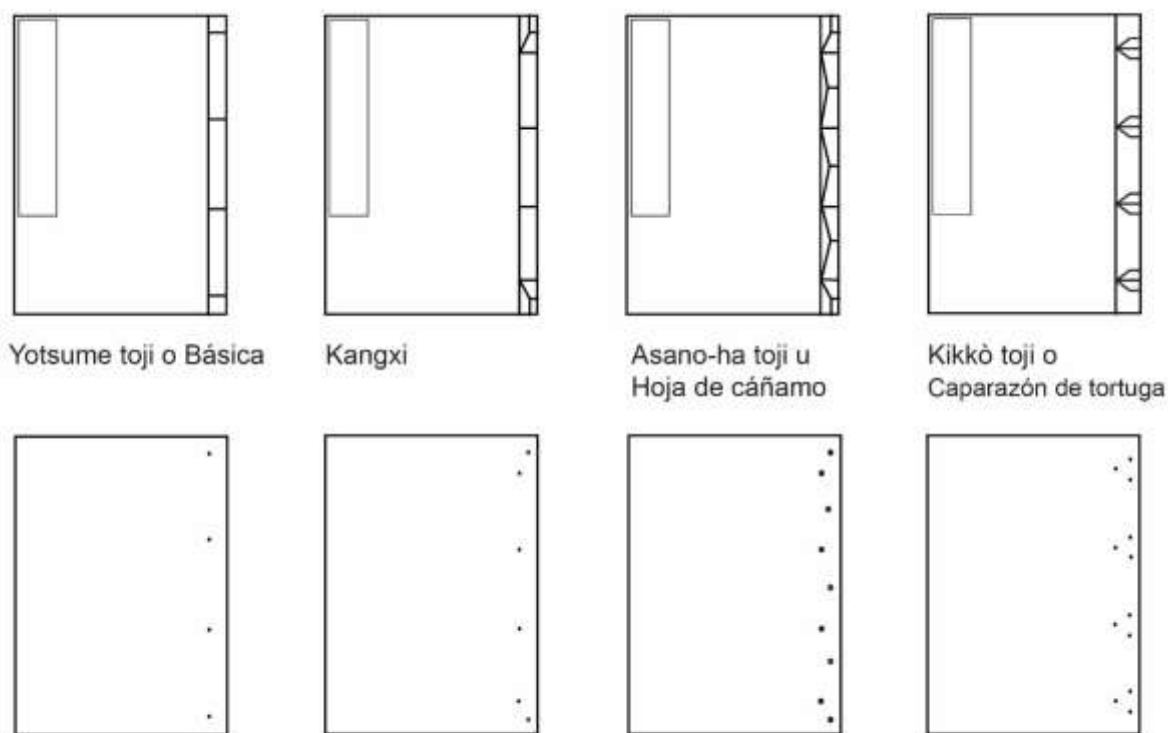 Yotsume toji o Básica
Kangxi
Asano-ha toji u
Hoja de cáñamo
Kikkò toji o
Caparazón de tortuga